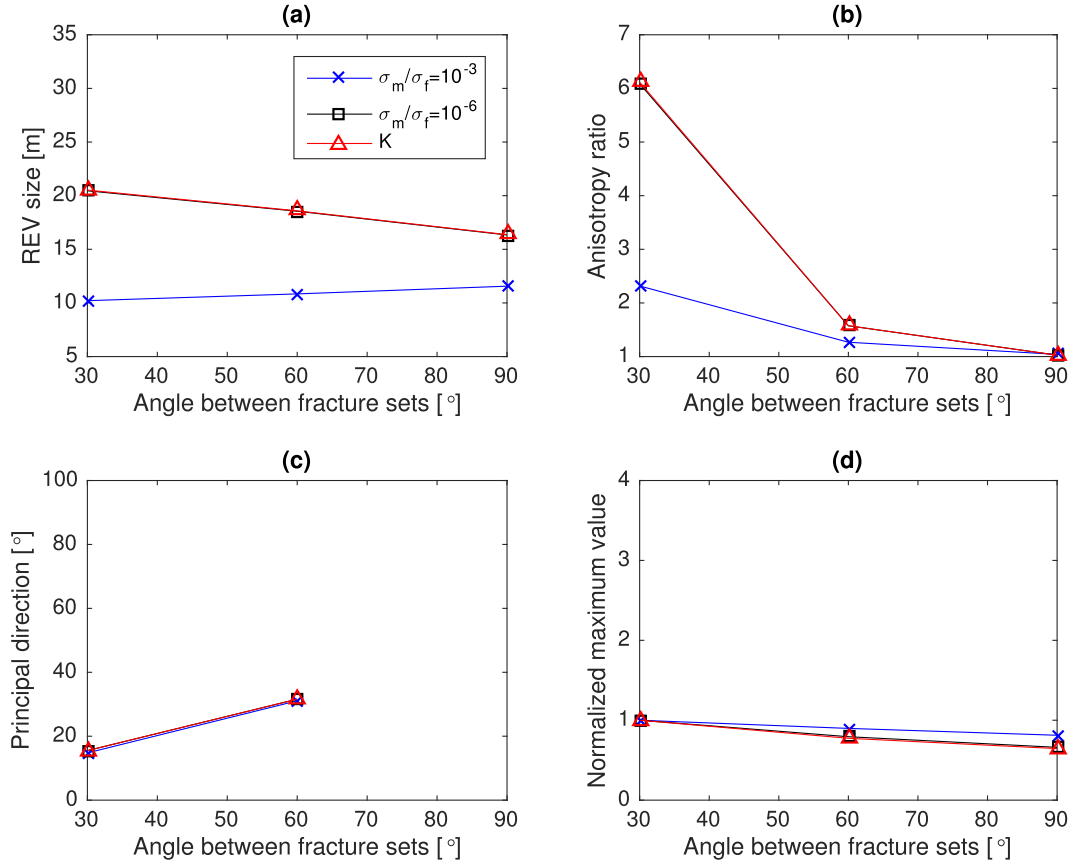 (a)
35
30
25
20
15
10
5
REV size [m]
σm/σf=10-3
σm/σf=10-6
K
30 40 50 60 70 80 90
Angle between fracture sets [°]
(b)
7
6
5
4
3
2
1
Anisotropy ratio
30 40 50 60 70 80 90
Angle between fracture sets [°]
(c)
100
80
60
40
20
0
Principal direction [°]
30 40 50 60 70 80 90
Angle between fracture sets [°]
(d)
4
3
2
1
0
Normalized maximum value
30 40 50 60 70 80 90
Angle between fracture sets [°]